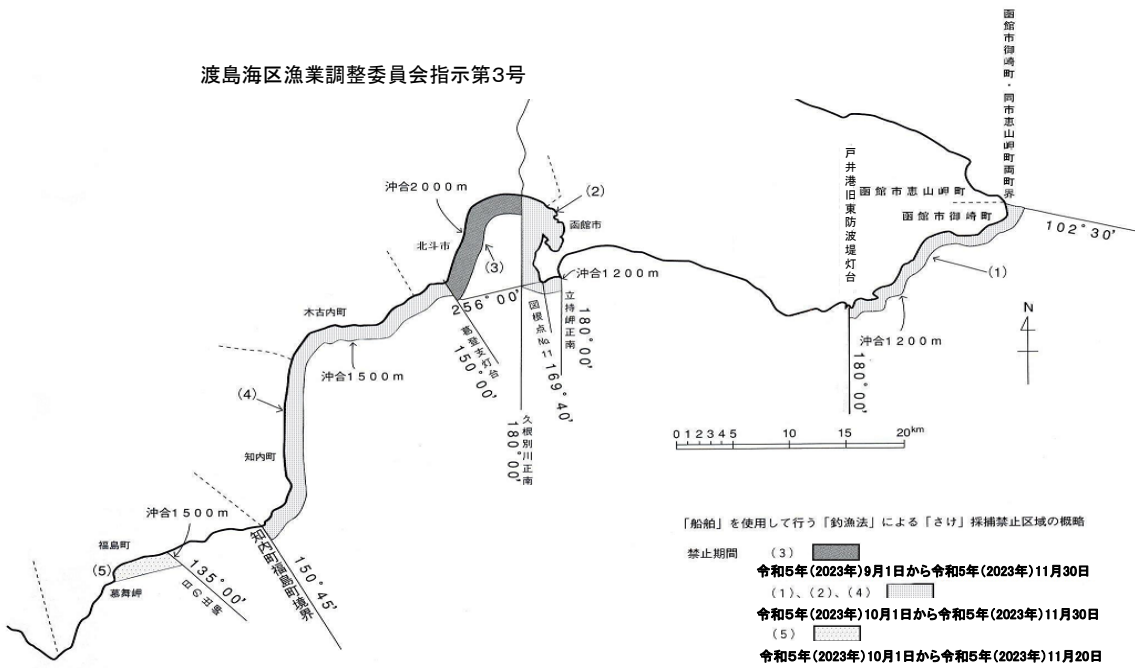 渡島海区漁業調整委員会指示第3号
函館市御崎町・同市恵山岬町両町界
戸井港旧東防波堤灯台
函館市恵山岬町
函館市御崎町
102°30′
(1)
沖合1200m
180°00′
沖合2000m
(2)
函館市
北斗市
(3)
沖合1200m
256°00′
葛登支灯台
150°00′
図根点No.11
169°40′
立待岬正南
180°00′
久根別川正南
180°00′
木古内町
沖合1500m
(4)
知内町
沖合1500m
福島町
(5)
135°00′
知内町福島町境界
150°45′
N
0 1 2 3 4 5 10 15 20km
「船舶」を使用して行う「釣漁法」による「さけ」採捕禁止区域の概略
禁止期間 (3)
令和5年(2023年)9月1日から令和5年(2023年)11月30日
(1)、(2)、(4)
令和5年(2023年)10月1日から令和5年(2023年)11月30日
(5)
令和5年(2023年)10月1日から令和5年(2023年)11月20日